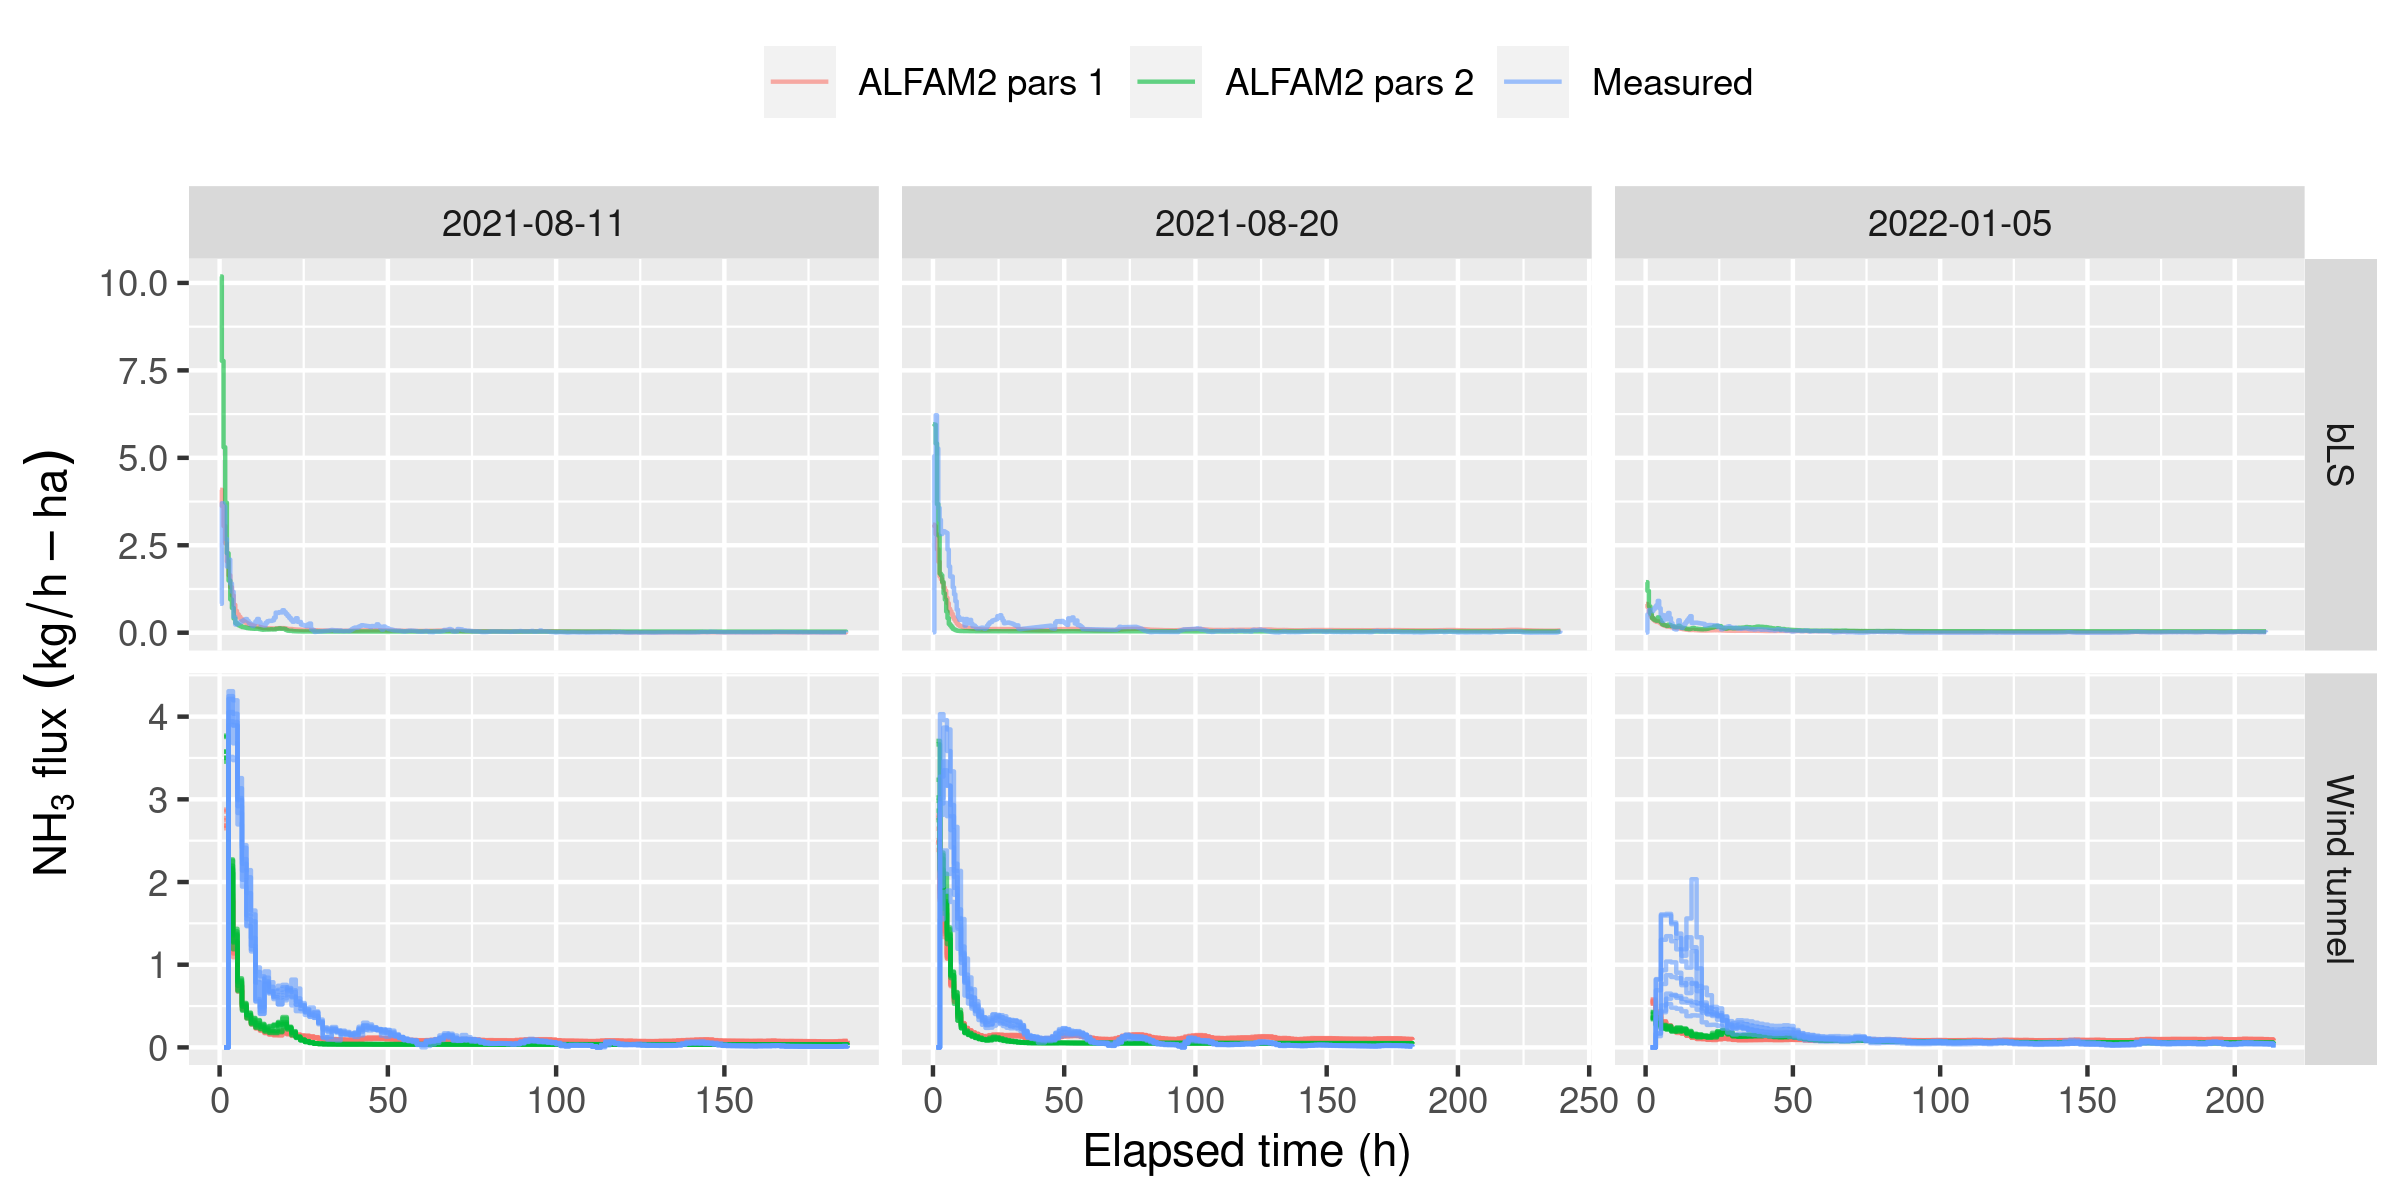 ALFAM2 pars 1 ALFAM2 pars 2 Measured
2021-08-11 2021-08-20 2022-01-05
10.0
7.5
5.0
2.5
0.0
bLS
4
3
2
1
0
Wind tunnel
NH₃ flux (kg/h − ha)
0 50 100 150 0 50 100 150 200 250 0 50 100 150 200
Elapsed time (h)